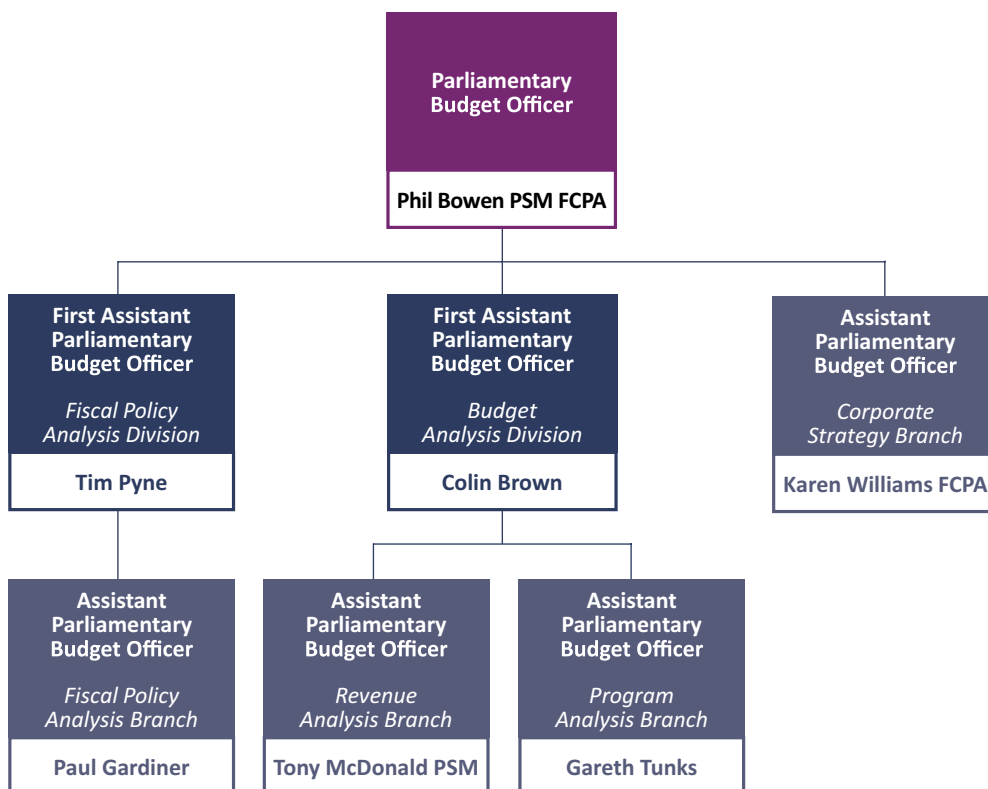 Parliamentary
Budget Officer
Phil Bowen PSM FCPA
First Assistant
Parliamentary
Budget Officer
Fiscal Policy
Analysis Division
Tim Pyne
First Assistant
Parliamentary
Budget Officer
Budget
Analysis Division
Colin Brown
Assistant
Parliamentary
Budget Officer
Corporate
Strategy Branch
Karen Williams FCPA
Assistant
Parliamentary
Budget Officer
Fiscal Policy
Analysis Branch
Paul Gardiner
Assistant
Parliamentary
Budget Officer
Revenue
Analysis Branch
Tony McDonald PSM
Assistant
Parliamentary
Budget Officer
Program
Analysis Branch
Gareth Tunks